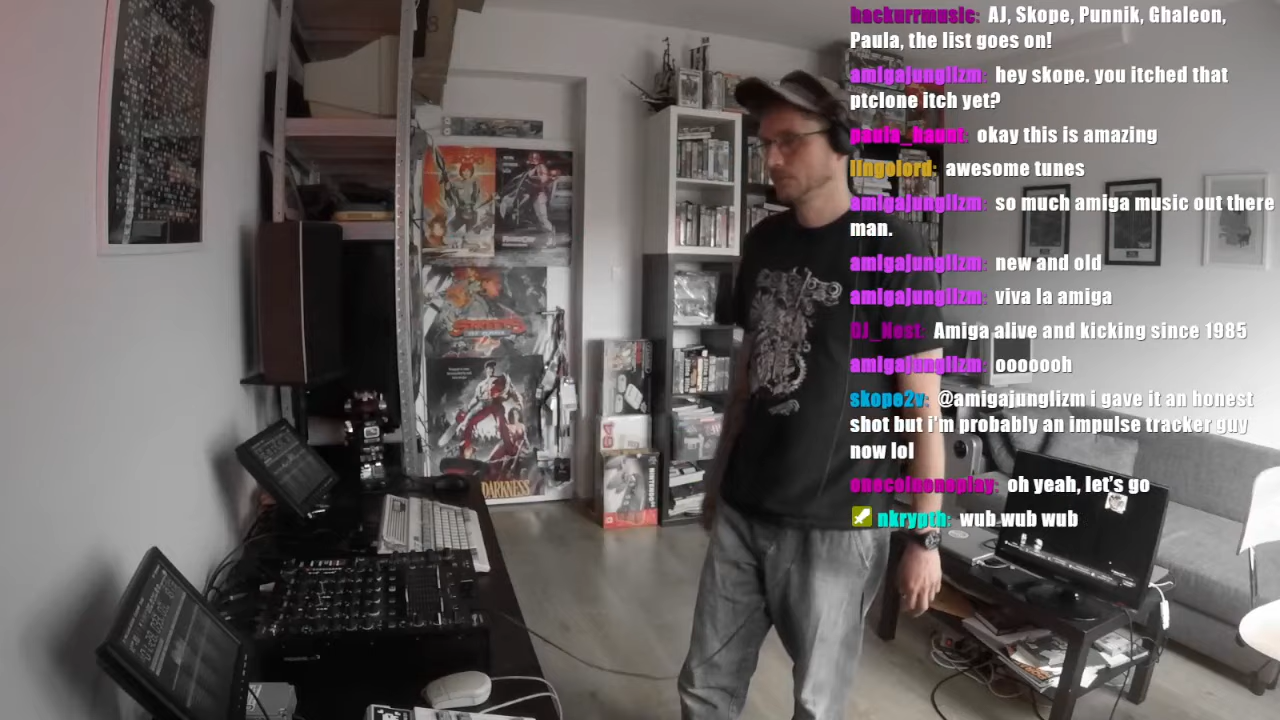 hackurrmusic: AJ, Skope, Punnik, Ghaleon,
Paula, the list goes on!
amigajunglizm: hey skope. you itched that
ptclone itch yet?
paula_haunt: okay this is amazing
lingolord: awesome tunes
amigajunglizm: so much amiga music out there
man.
amigajunglizm: new and old
amigajunglizm: viva la amiga
DJ_Nest: Amiga alive and kicking since 1985
amigajunglizm: ooooooh
skope2v: @amigajunglizm i gave it an honest
shot but i'm probably an impulse tracker guy
now lol
onecoinoneplay: oh yeah, let's go
nkrypth: wub wub wub
DARKNESS
64
NINTENDO